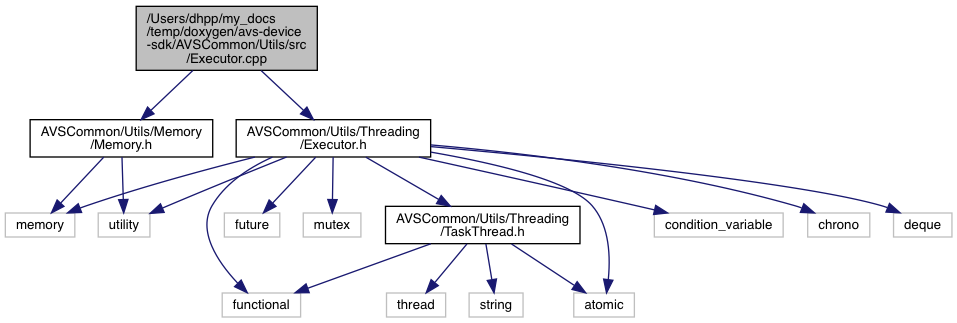 /Users/dhpp/my_docs
/temp/doxygen/avs-device
-sdk/AVSCommon/Utils/src
/Executor.cpp
AVSCommon/Utils/Memory
/Memory.h
AVSCommon/Utils/Threading
/Executor.h
memory
utility
future
mutex
AVSCommon/Utils/Threading
/TaskThread.h
condition_variable
chrono
deque
functional
thread
string
atomic